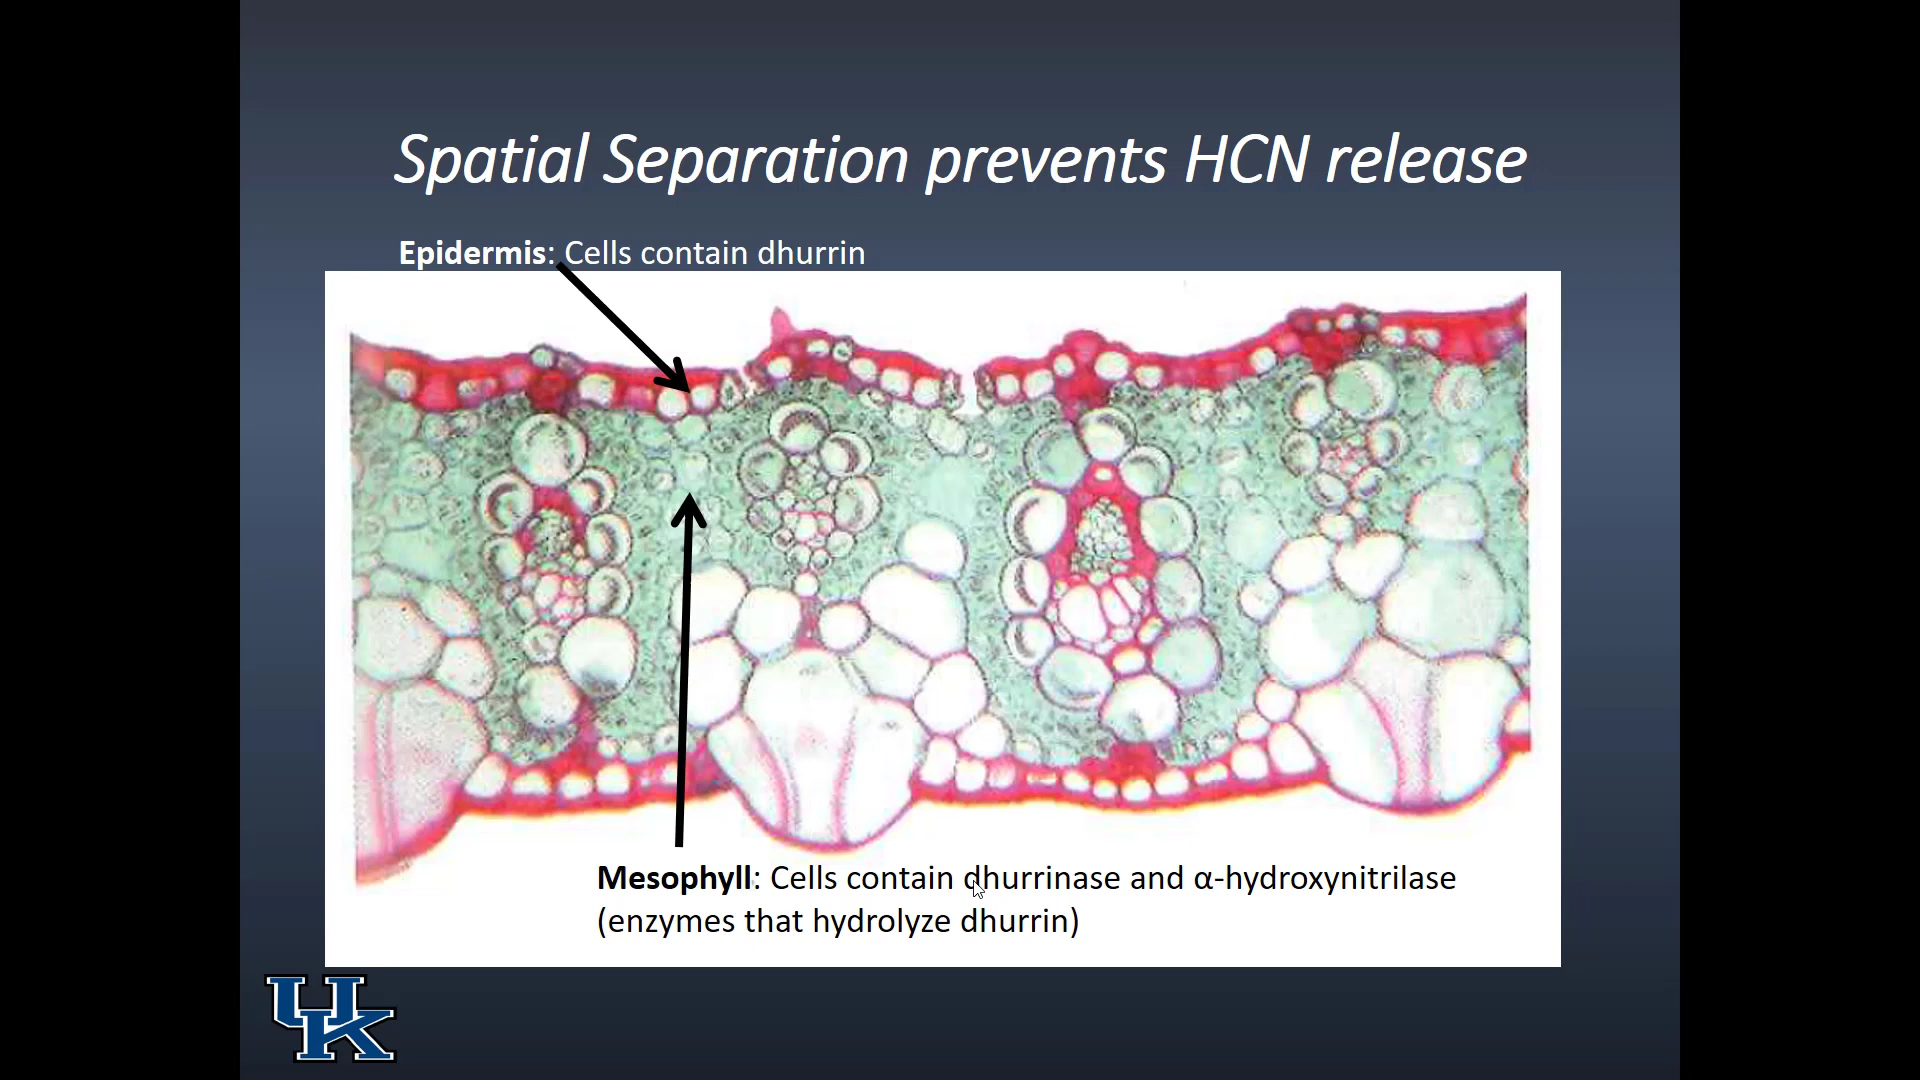 Spatial Separation prevents HCN release
Epidermis: Cells contain dhurrin
Mesophyll: Cells contain dhurrinase and α-hydroxynitrilase
(enzymes that hydrolyze dhurrin)
UK